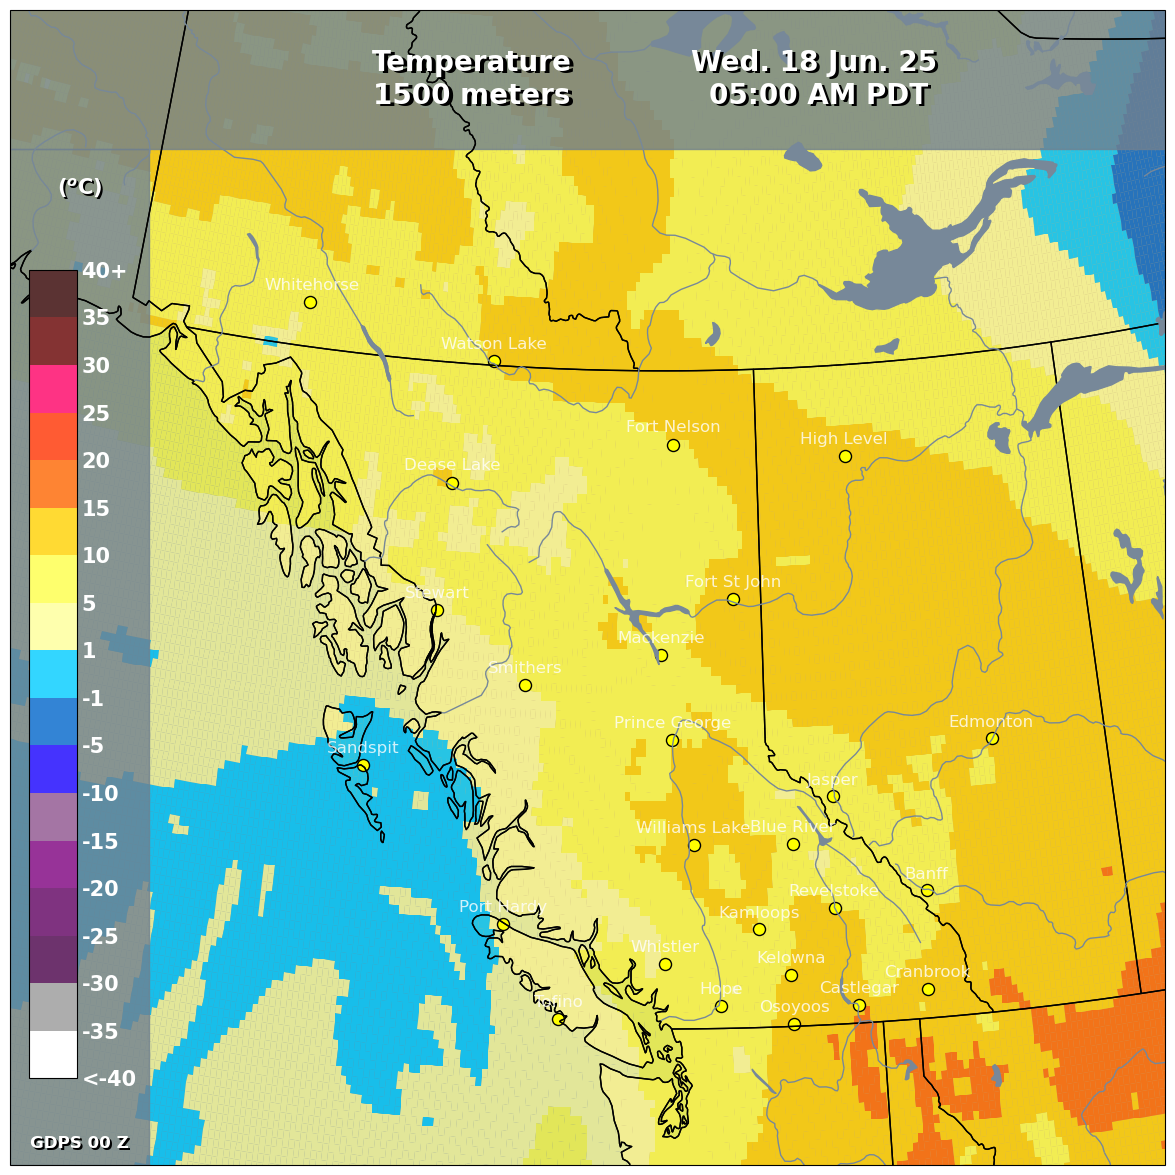 Temperature
1500 meters
Wed. 18 Jun. 25
05:00 AM PDT
(°C)
40+
35
30
25
20
15
10
5
1
-1
-5
-10
-15
-20
-25
-30
-35
<-40
Whitehorse
Watson Lake
Fort Nelson
High Level
Dease Lake
Fort St John
Stewart
Mackenzie
Smithers
Prince George
Edmonton
Sandspit
Jasper
Williams Lake
Blue River
Banff
Revelstoke
Port Hardy
Kamloops
Whistler
Kelowna
Cranbrook
Hope
Castlegar
Tofino
Osoyoos
GDPS 00 Z